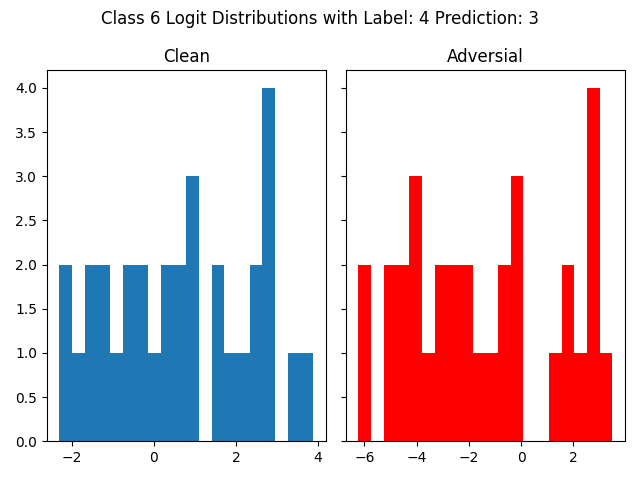 Class 6 Logit Distributions with Label: 4 Prediction: 3
Clean
Adversial
4.0
3.5
3.0
2.5
2.0
1.5
1.0
0.5
0.0
−2 0 2 4
−6 −4 −2 0 2